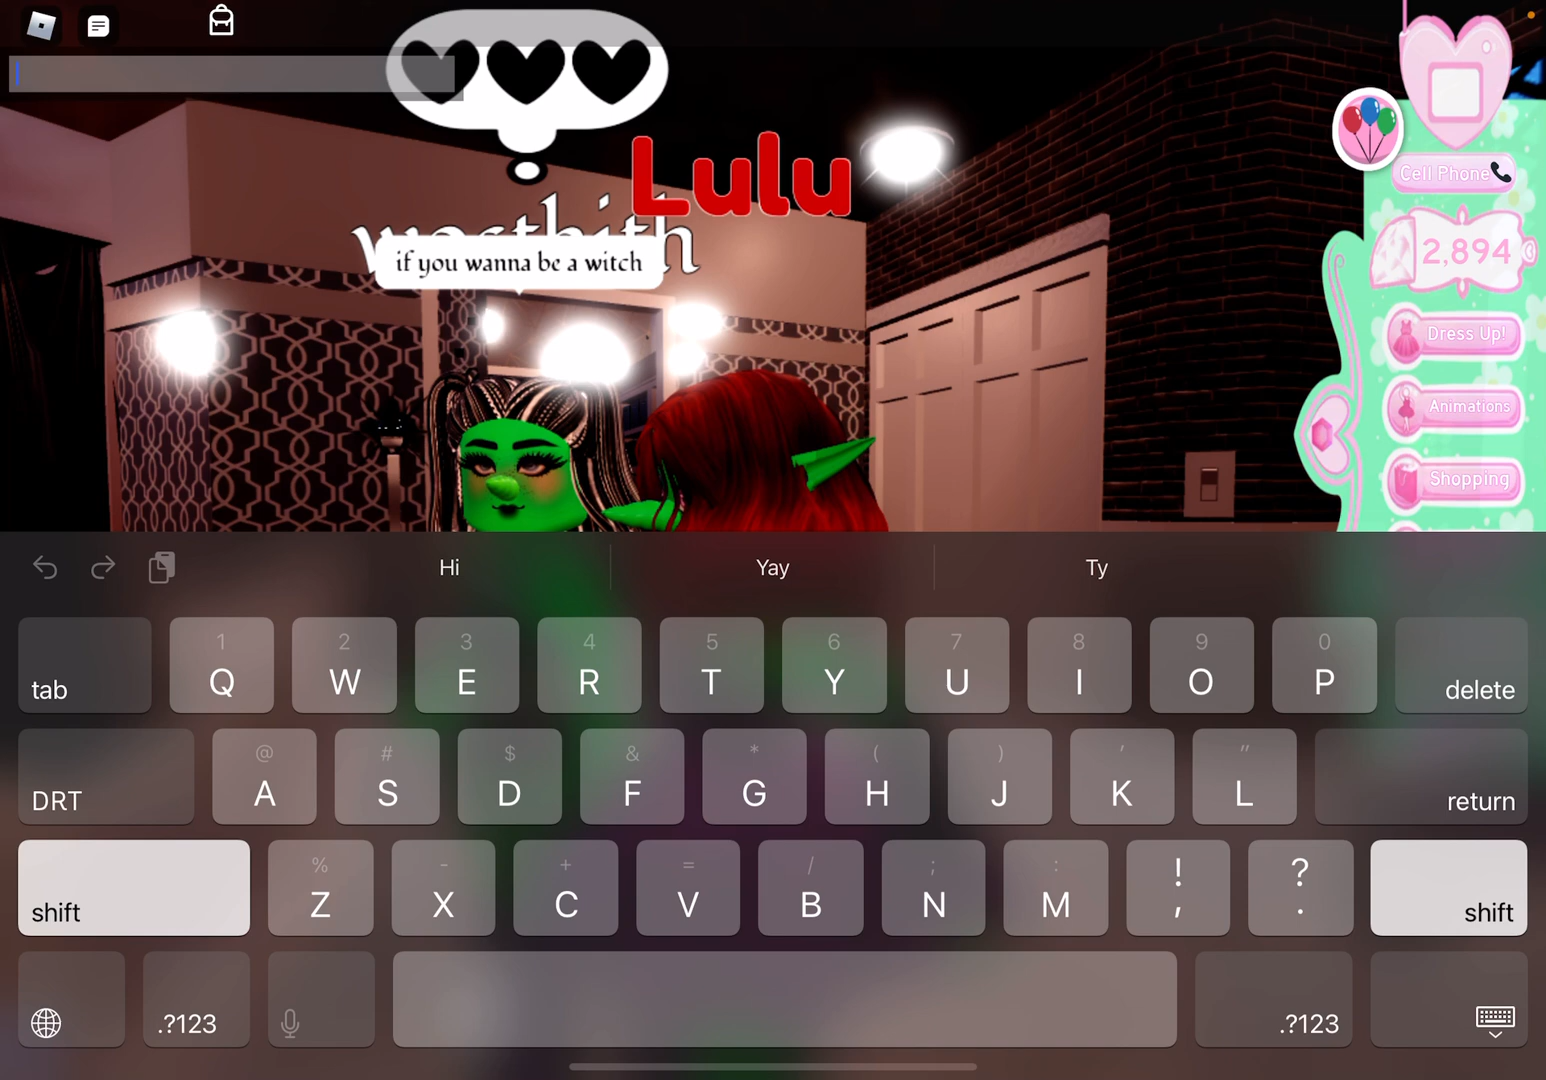 Lulu
if you wanna be a witch
Cell Phone
2,894
Dress Up!
Animations
Shopping
Hi
Yay
Ty
1 2 3 4 5 6 7 8 9 0
tab Q W E R T Y U I O P delete
@ # $ & * ( ) ' "
DRT A S D F G H J K L return
% - + = / ; : ! ?
shift Z X C V B N M , . shift
.?123 .?123